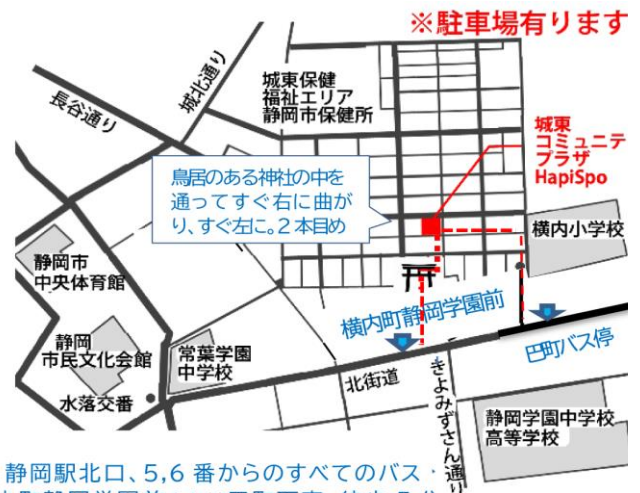 ※駐車場有ります
城東保健
福祉エリア
静岡市保健所
城北通り
長谷通り
城東
コミュニテ
プラザ
HapiSpo
鳥居のある神社の中を
通ってすぐ右に曲が
り、すぐ左に。2本目め
横内小学校
静岡市
中央体育館
横内町静岡学園前
巴町バス停
静岡
市民文化会館
常葉学園
中学校
北街道
水落交番
きよみずさん通り
静岡学園中学校
高等学校
静岡駅北口、5,6 番からのすべてのバス・